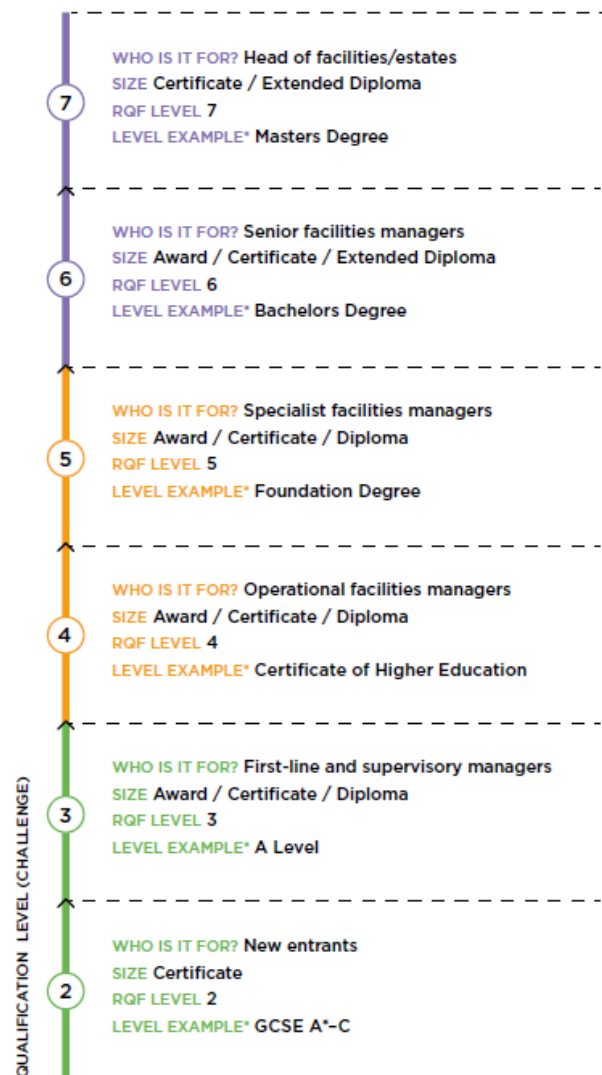 7
WHO IS IT FOR? Head of facilities/estates
SIZE Certificate / Extended Diploma
RQF LEVEL 7
LEVEL EXAMPLE* Masters Degree
6
WHO IS IT FOR? Senior facilities managers
SIZE Award / Certificate / Extended Diploma
RQF LEVEL 6
LEVEL EXAMPLE* Bachelors Degree
5
WHO IS IT FOR? Specialist facilities managers
SIZE Award / Certificate / Diploma
RQF LEVEL 5
LEVEL EXAMPLE* Foundation Degree
4
WHO IS IT FOR? Operational facilities managers
SIZE Award / Certificate / Diploma
RQF LEVEL 4
LEVEL EXAMPLE* Certificate of Higher Education
3
WHO IS IT FOR? First-line and supervisory managers
SIZE Award / Certificate / Diploma
RQF LEVEL 3
LEVEL EXAMPLE* A Level
2
WHO IS IT FOR? New entrants
SIZE Certificate
RQF LEVEL 2
LEVEL EXAMPLE* GCSE A*–C
QUALIFICATION LEVEL (CHALLENGE)